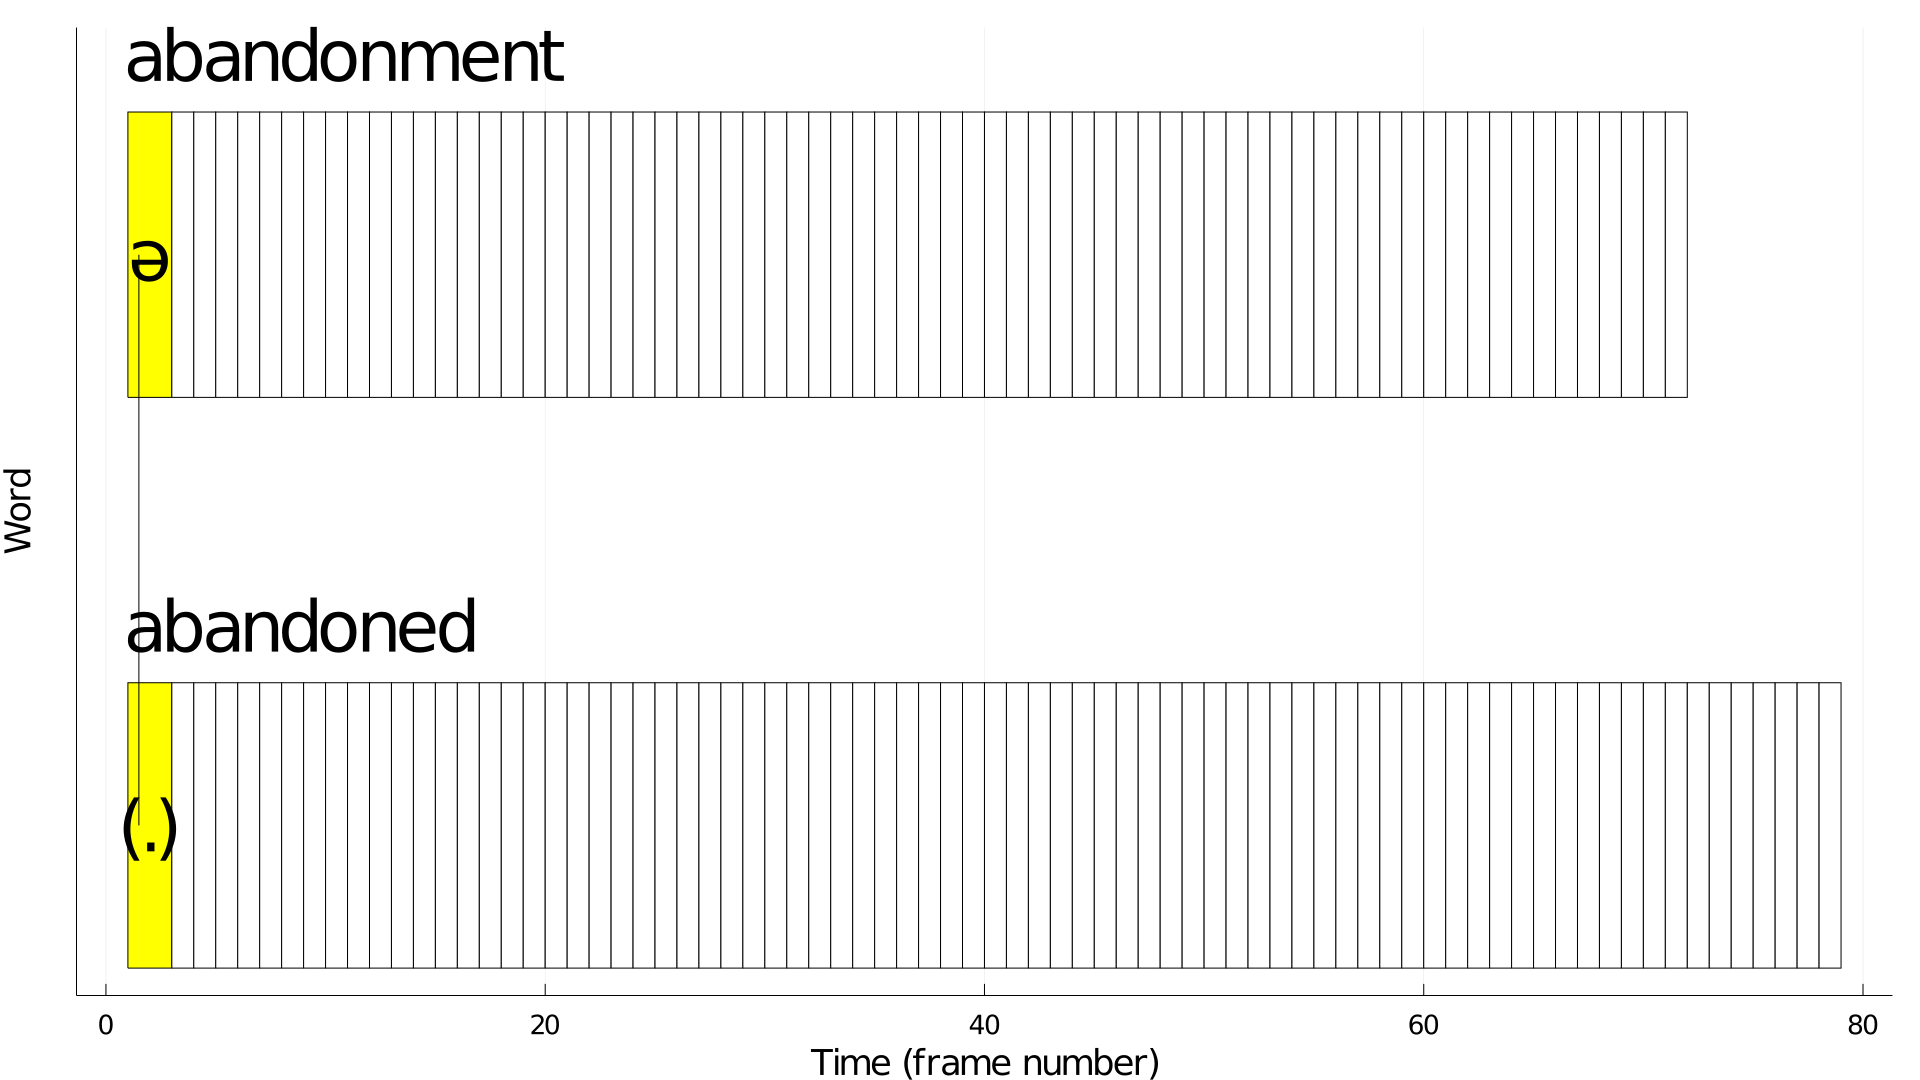 abandonment
ə
Word
abandoned
(.)
0 20 40 60 80
Time (frame number)